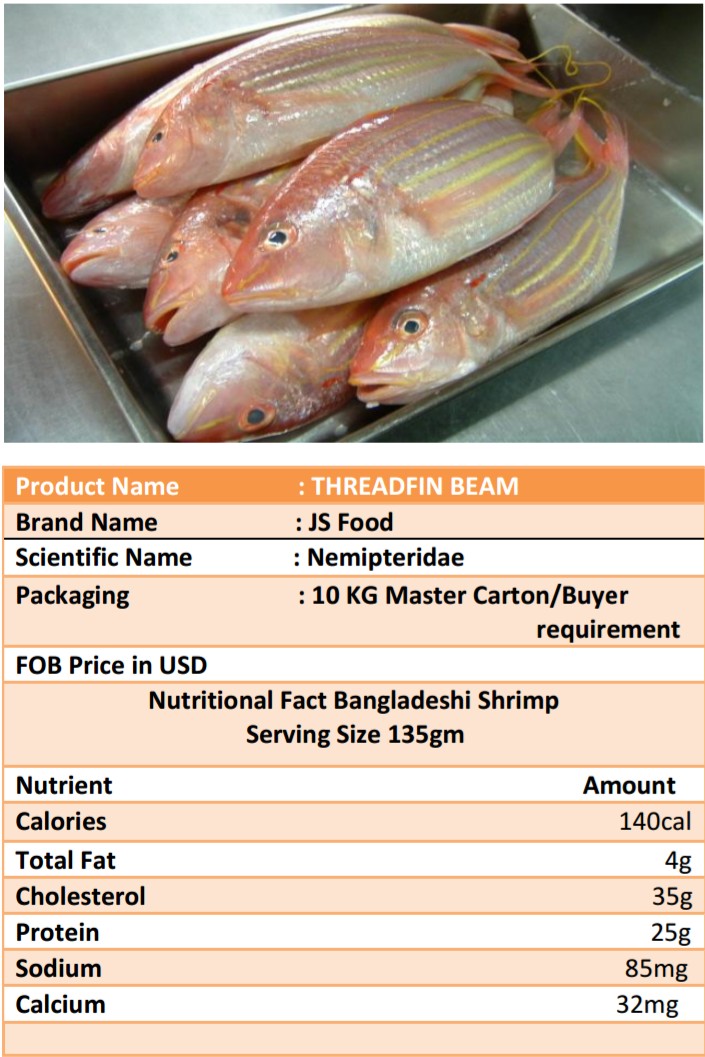 Product Name : THREADFIN BEAM
Brand Name : JS Food
Scientific Name : Nemipteridae
Packaging : 10 KG Master Carton/Buyer
requirement
FOB Price in USD
Nutritional Fact Bangladeshi Shrimp
Serving Size 135gm
Nutrient Amount
Calories 140cal
Total Fat 4g
Cholesterol 35g
Protein 25g
Sodium 85mg
Calcium 32mg